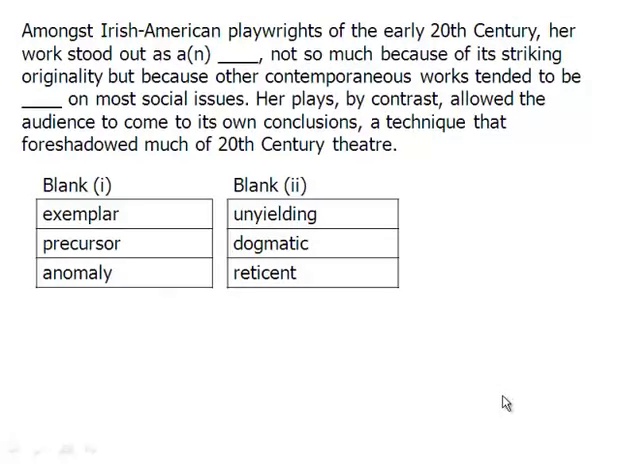 Amongst Irish-American playwrights of the early 20th Century, her
work stood out as a(n) ____, not so much because of its striking
originality but because other contemporaneous works tended to be
____ on most social issues. Her plays, by contrast, allowed the
audience to come to its own conclusions, a technique that
foreshadowed much of 20th Century theatre.
Blank (i) Blank (ii)
exemplar unyielding
precursor dogmatic
anomaly reticent